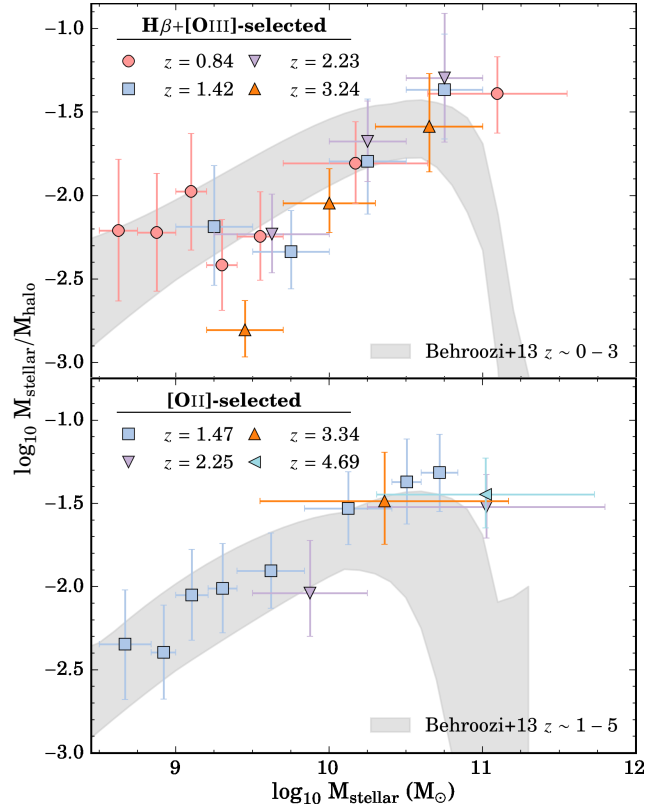 Hβ+[OIII]-selected
z = 0.84 z = 2.23
z = 1.42 z = 3.24
−1.0
−1.5
−2.0
−2.5
−3.0
Behroozi+13 z ~ 0 − 3
log10 Mstellar/Mhalo
[OII]-selected
z = 1.47 z = 3.34
z = 2.25 z = 4.69
−1.0
−1.5
−2.0
−2.5
−3.0
Behroozi+13 z ~ 1 − 5
9 10 11 12
log10 Mstellar (M⊙)